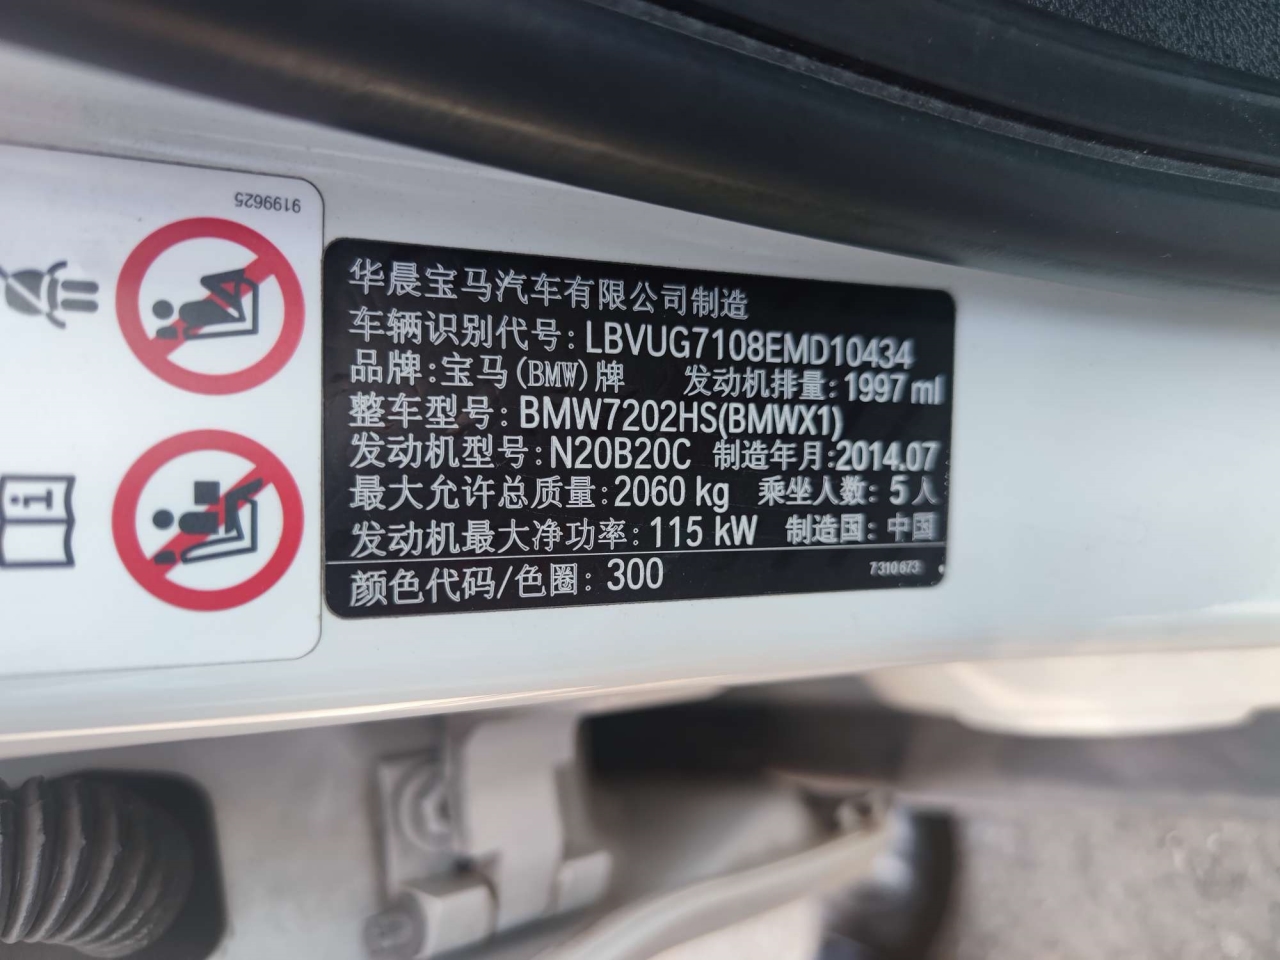 9199625
华晨宝马汽车有限公司制造
车辆识别代号: LBVUG7108EMD10434
品牌:宝马(BMW)牌 发动机排量: 1997 ml
整车型号: BMW7202HS(BMWX1)
发动机型号: N20B20C 制造年月:2014.07
最大允许总质量: 2060 kg 乘坐人数: 5人
发动机最大净功率: 115 kW 制造国: 中国
颜色代码/色圈: 300 7310673